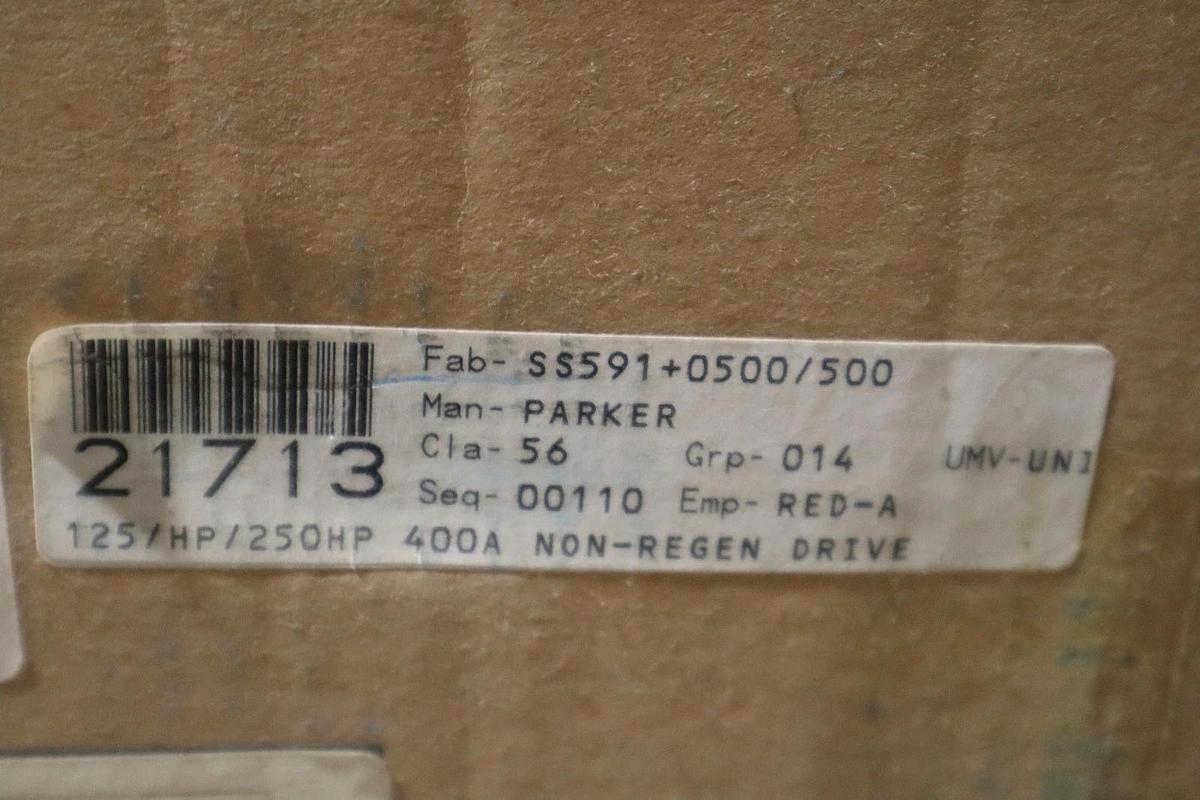 Fab- SS591+0500/500
Man- PARKER
21713
Cla- 56 Grp- 014 UMV-UNI
Seq- 00110 Emp- RED-A
125/HP/250HP 400A NON-REGEN DRIVE